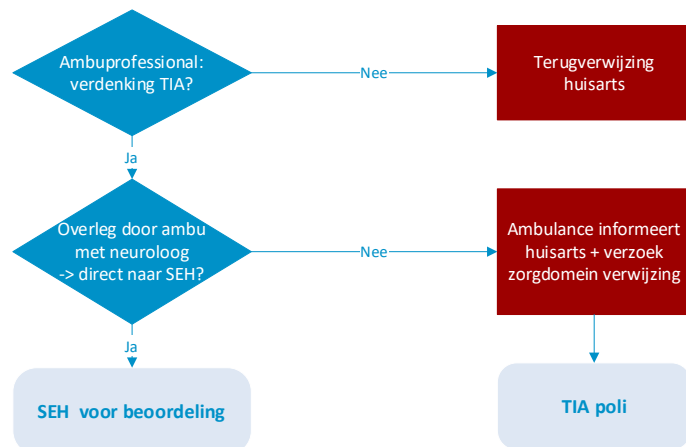 Ambuprofessional:
verdenking TIA?
Nee
Terugverwijzing
huisarts
Ja
Overleg door ambu
met neuroloog
-> direct naar SEH?
Nee
Ambulance informeert
huisarts + verzoek
zorgdomein verwijzing
Ja
SEH voor beoordeling
TIA poli